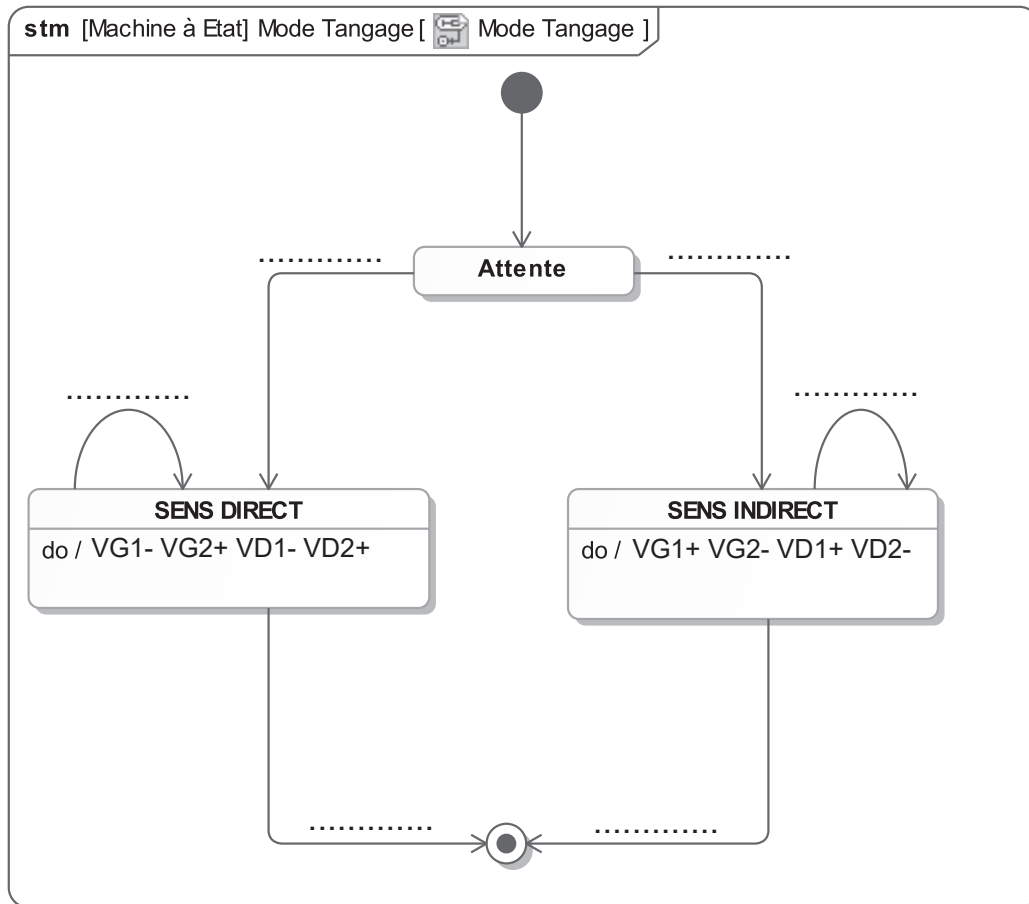 stm [Machine à Etat] Mode Tangage [ Mode Tangage ]
Attente
.............
.............
.............
.............
SENS DIRECT
do / VG1- VG2+ VD1- VD2+
SENS INDIRECT
do / VG1+ VG2- VD1+ VD2-
.............
.............